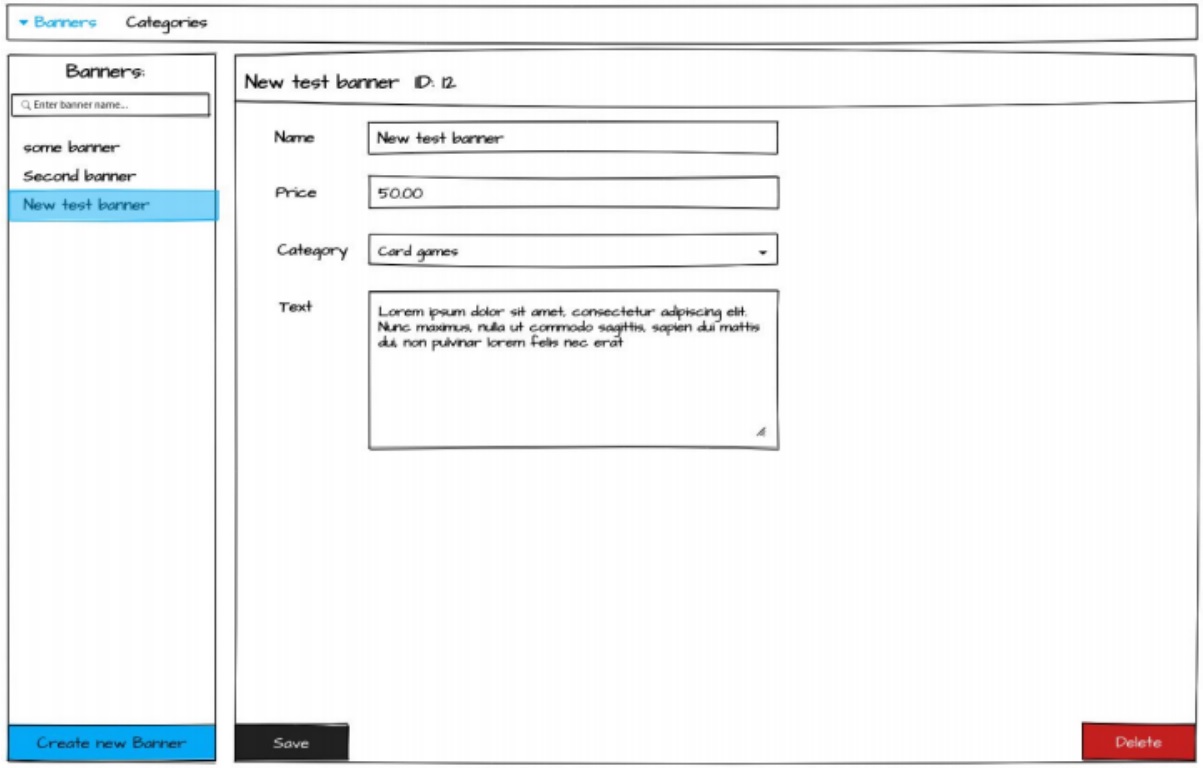 Banners Categories
Banners:
Enter banner name...
some banner
Second banner
New test banner
Create new Banner
New test banner ID: 12
Name New test banner
Price 50.00
Category Card games
Text
Lorem ipsum dolor sit amet, consectetur adipiscing elit.
Nunc maximus, nulla ut commodo sagittis, sapien dui mattis
dui, non pulvinar lorem felis nec erat
Save
Delete